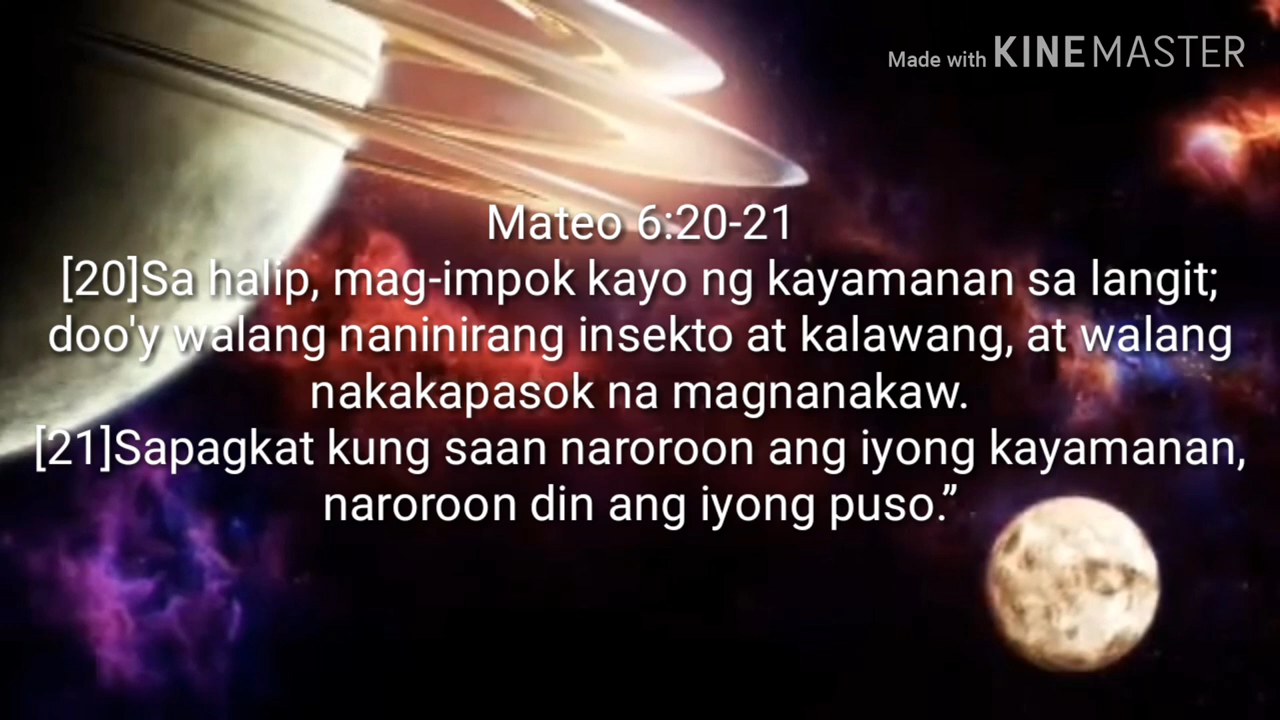 Made with KINEMASTER
Mateo 6:20-21
[20]Sa halip, mag-impok kayo ng kayamanan sa langit;
doo'y walang naninirang insekto at kalawang, at walang
nakakapasok na magnanakaw.
[21]Sapagkat kung saan naroroon ang iyong kayamanan,
naroroon din ang iyong puso.”